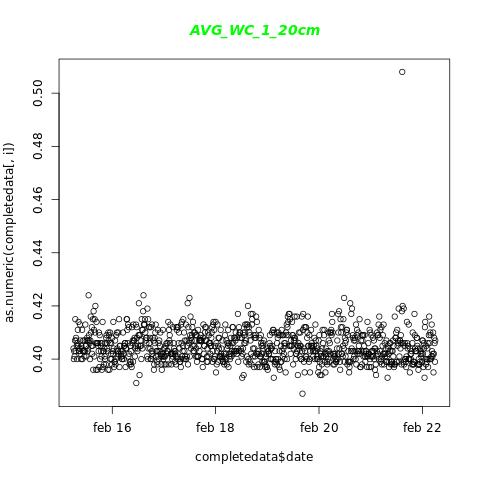 AVG_WC_1_20cm
as.numeric(completedata[, i])
0.50
0.48
0.46
0.44
0.42
0.40
feb 16 feb 18 feb 20 feb 22
completedata$date